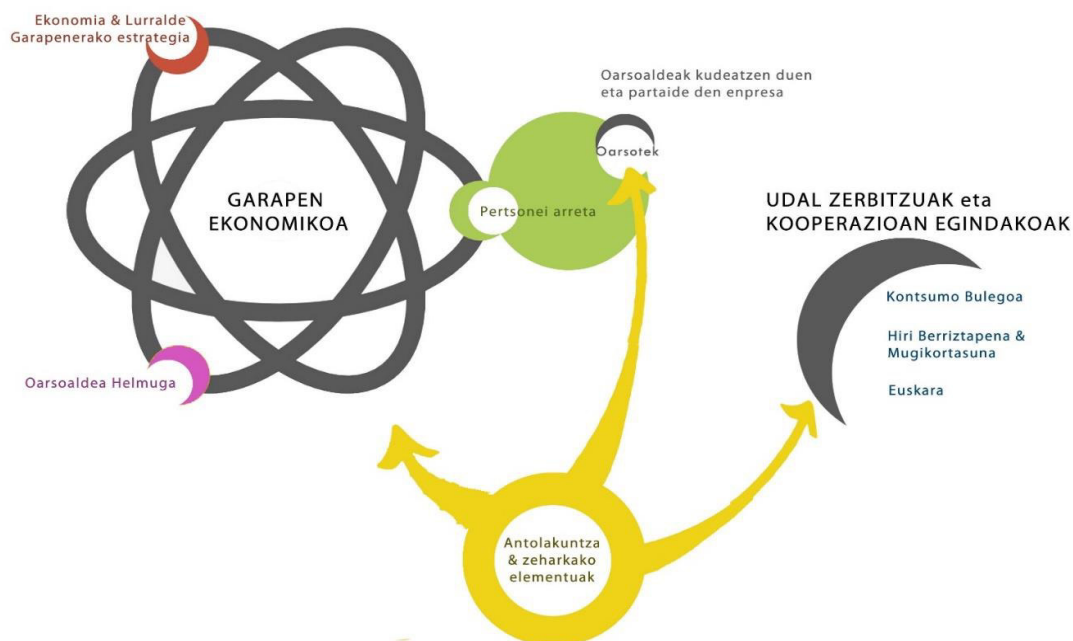 Ekonomia & Lurralde
Garapenerako estrategia
Oarsoaldeak kudeatzen duen
eta partaide den enpresa
Oarsotek
GARAPEN
EKONOMIKOA
Pertsonei arreta
UDAL ZERBITZUAK eta
KOOPERAZIOAN EGINDAKOAK
Kontsumo Bulegoa
Hiri Berriztapena &
Mugikortasuna
Euskara
Oarsoaldea Helmuga
Antolakuntza
& zeharkako
elementuak